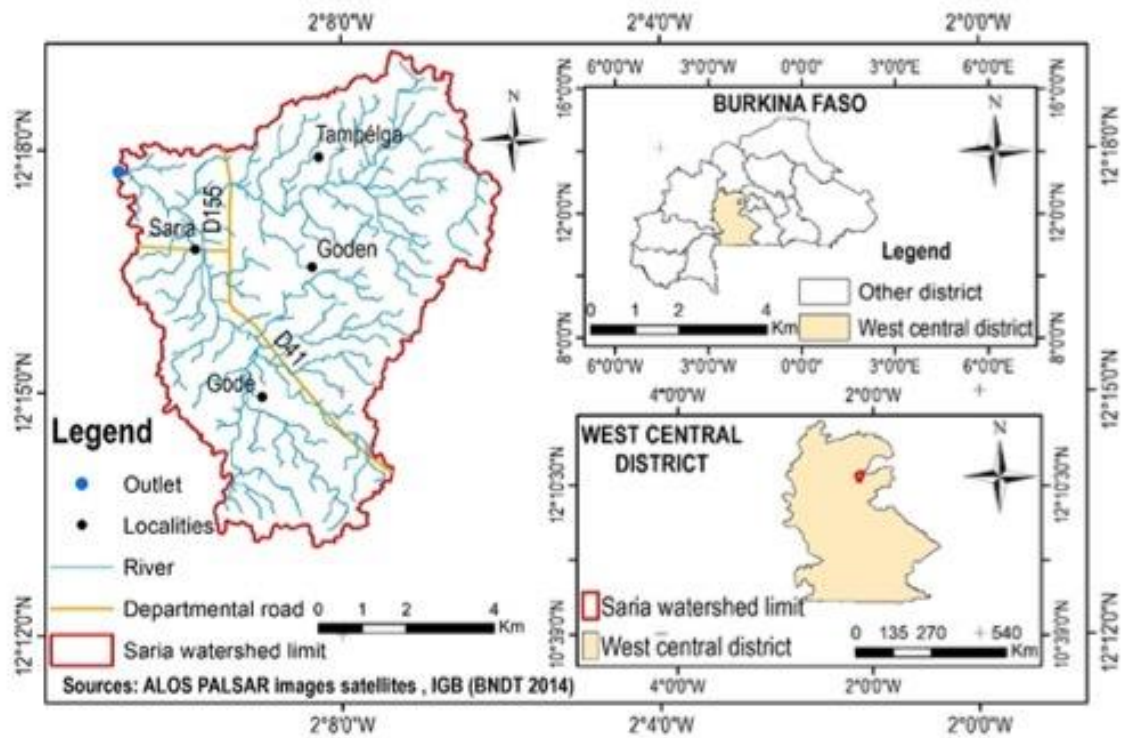 2°8'0"W 2°4'0"W 2°0'0"W
12°18'0"N
12°15'0"N
12°12'0"N
N
Tampélga
D155
Saria
Goden
D41
Godé
Legend
Outlet
Localities
River
Departmental road
Saria watershed limit
0 1 2 4
Km
Sources: ALOS PALSAR images satellites , IGB (BNDT 2014)
6°0'0"W 3°0'0"W 0°0'0" 3°0'0"E 6°0'0"E
16°0'0"N
12°0'0"N
8°0'0"N
BURKINA FASO
N
Legend
Other district
West central district
0 1 2 4
Km
6°0'0"W 3°0'0"W 0°0'0" 3°0'0"E 6°0'0"E
16°0'0"N
12°0'0"N
8°0'0"N
4°0'0"W 2°0'0"W
12°10'30"N
10°39'0"N
WEST CENTRAL
DISTRICT
N
Saria watershed limit
West central district
0 135 270 540
Km
4°0'0"W 2°0'0"W
12°10'30"N
10°39'0"N
12°18'0"N
12°15'0"N
12°12'0"N
2°8'0"W 2°4'0"W 2°0'0"W